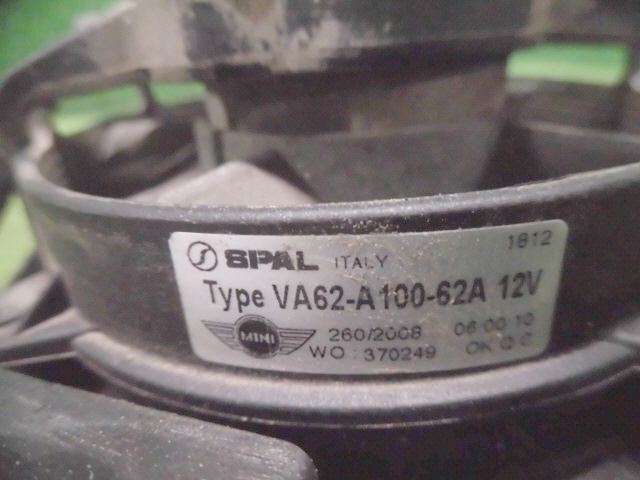 SPAL ITALY 1812
Type VA62-A100-62A 12V
MINI 260/2008 06:00:10
WO: 370249 OK Q C